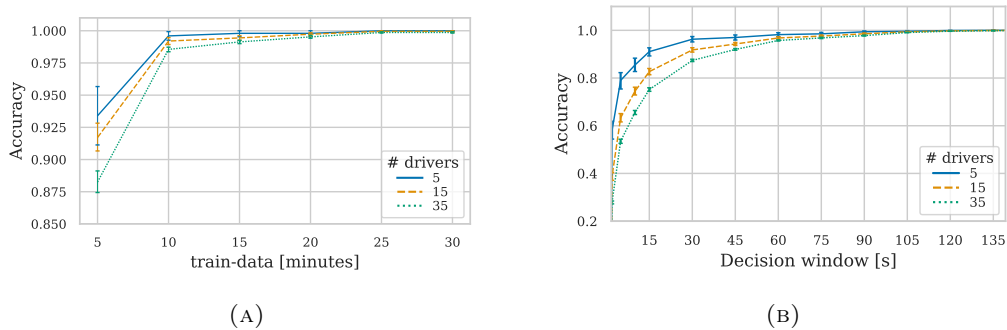 1.000
0.975
0.950
0.925
0.900
0.875
0.850
Accuracy
5 10 15 20 25 30
train-data [minutes]
# drivers
5
15
35
(A)
1.0
0.8
0.6
0.4
0.2
Accuracy
15 30 45 60 75 90 105 120 135
Decision window [s]
# drivers
5
15
35
(B)